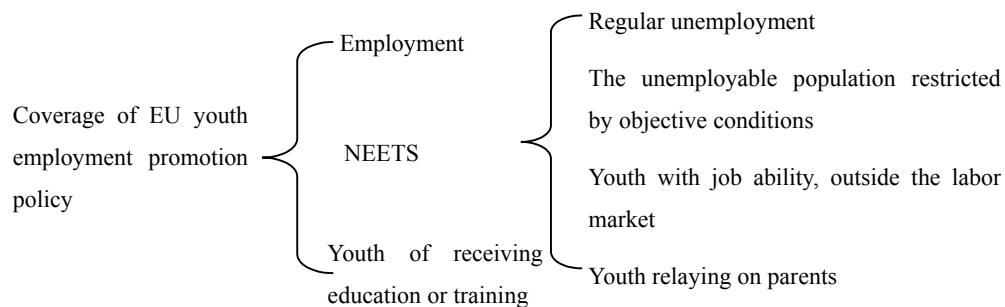 Coverage of EU youth
employment promotion
policy
Employment
NEETS
Youth of receiving
education or training
Regular unemployment
The unemployable population restricted
by objective conditions
Youth with job ability, outside the labor
market
Youth relaying on parents